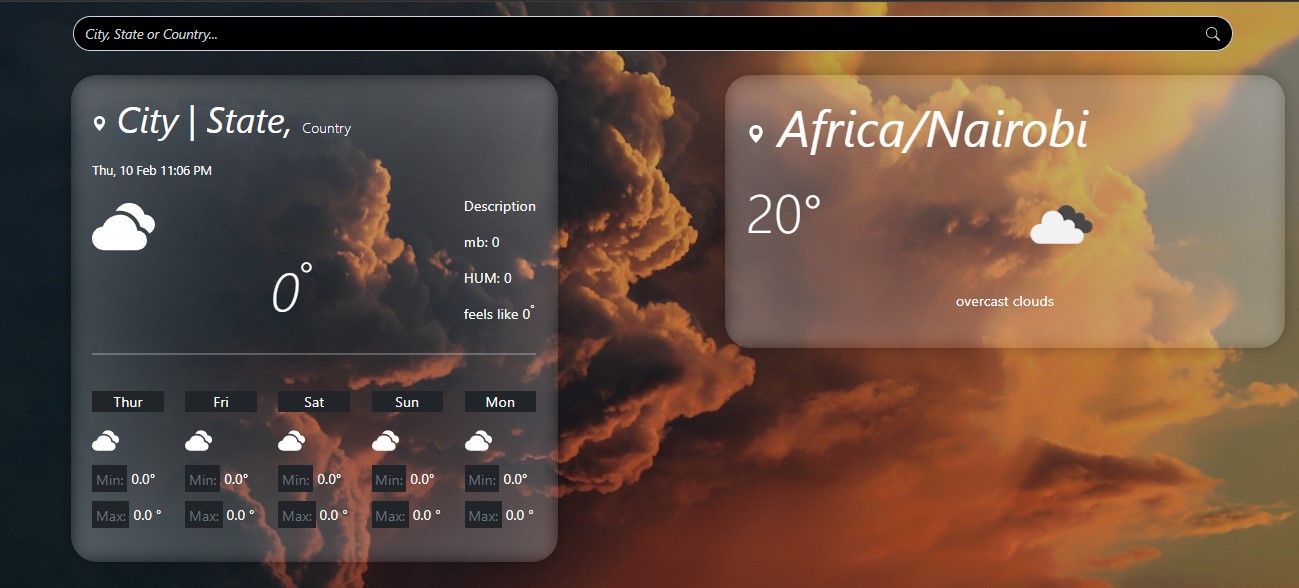 City, State or Country...
City | State, Country
Thu, 10 Feb 11:06 PM
Description
mb: 0
HUM: 0
0°
feels like 0°
Thur Fri Sat Sun Mon
Min: 0.0° Min: 0.0° Min: 0.0° Min: 0.0° Min: 0.0°
Max: 0.0 ° Max: 0.0 ° Max: 0.0 ° Max: 0.0 ° Max: 0.0 °
Africa/Nairobi
20°
overcast clouds